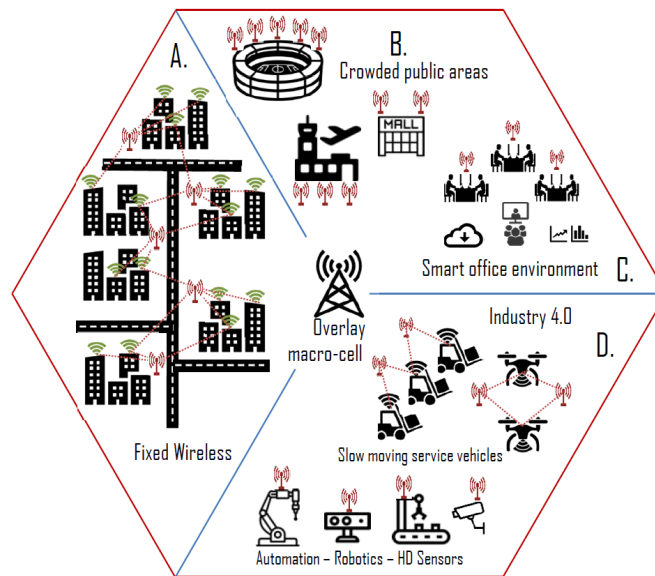 A.
B.
Crowded public areas
MALL
Smart office environment
C.
Overlay
macro-cell
Industry 4.0
D.
Fixed Wireless
Slow moving service vehicles
Automation – Robotics – HD Sensors